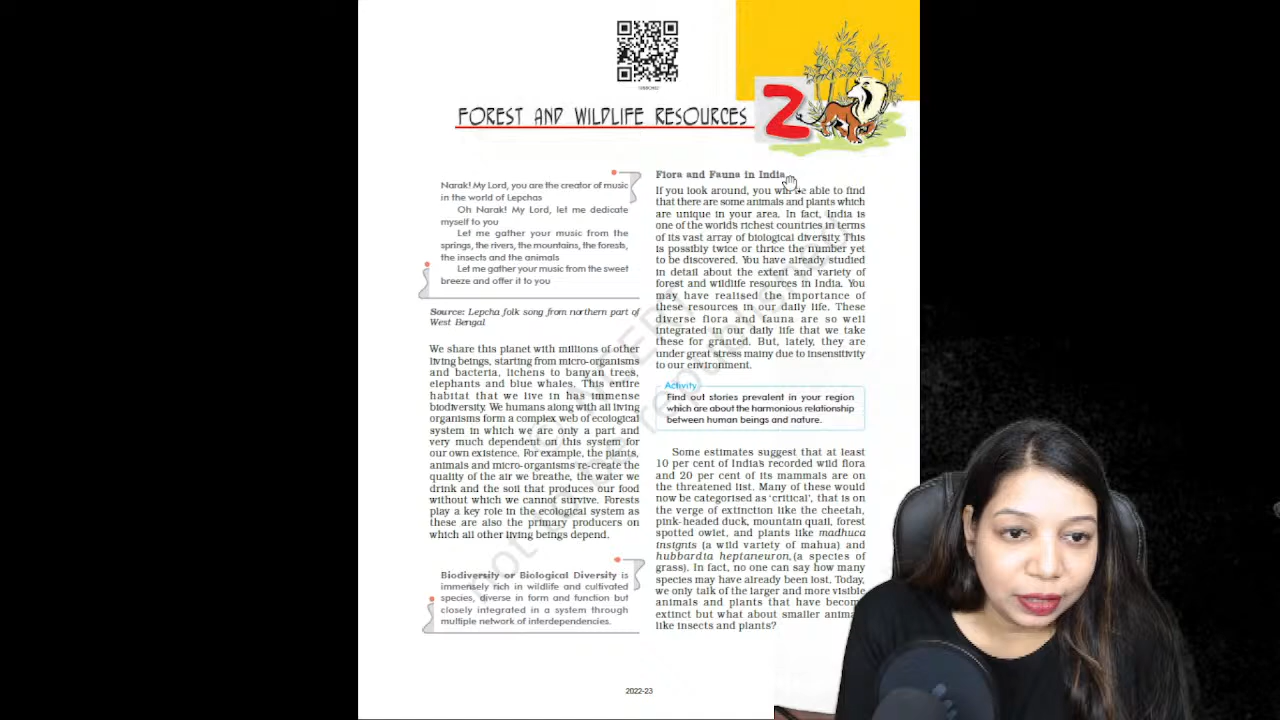 FOREST AND WILDLIFE RESOURCES
2
Narak! My Lord, you are the creator of music
in the world of Lepchas
Oh Narak! My Lord, let me dedicate
myself to you
Let me gather your music from the
springs, the rivers, the mountains, the forests,
the insects and the animals
Let me gather your music from the sweet
breeze and offer it to you
Source: Lepcha folk song from northern part of
West Bengal
We share this planet with millions of other
living beings, starting from micro-organisms
and bacteria, lichens to banyan trees,
elephants and blue whales. This entire
habitat that we live in has immense
biodiversity. We humans along with all living
organisms form a complex web of ecological
system in which we are only a part and
very much dependent on this system for
our own existence. For example, the plants,
animals and micro-organisms re-create the
quality of the air we breathe, the water we
drink and the soil that produces our food
without which we cannot survive. Forests
play a key role in the ecological system as
these are also the primary producers on
which all other living beings depend.
Biodiversity or Biological Diversity is
immensely rich in wildlife and cultivated
species, diverse in form and function but
closely integrated in a system through
multiple network of interdependencies.
Flora and Fauna in India
If you look around, you will be able to find
that there are some animals and plants which
are unique in your area. In fact, India is
one of the world's richest countries in terms
of its vast array of biological diversity. This
is possibly twice or thrice the number yet
to be discovered. You have already studied
in detail about the extent and variety of
forest and wildlife resources in India. You
may have realised the importance of
these resources in our daily life. These
diverse flora and fauna are so well
integrated in our daily life that we take
these for granted. But, lately, they are
under great stress mainy due to insensitivity
to our environment.
Activity
Find out stories prevalent in your region
which are about the harmonious relationship
between human beings and nature.
Some estimates suggest that at least
10 per cent of India's recorded wild flora
and 20 per cent of its mammals are on
the threatened list. Many of these would
now be categorised as 'critical', that is on
the verge of extinction like the cheetah,
pink-headed duck, mountain quail, forest
spotted owlet, and plants like madhuca
insignis (a wild variety of mahua) and
hubbardia heptaneuron,(a species of
grass). In fact, no one can say how many
species may have already been lost. Today,
we only talk of the larger and more visible
animals and plants that have becom
extinct but what about smaller anima
like insects and plants?
2022-23